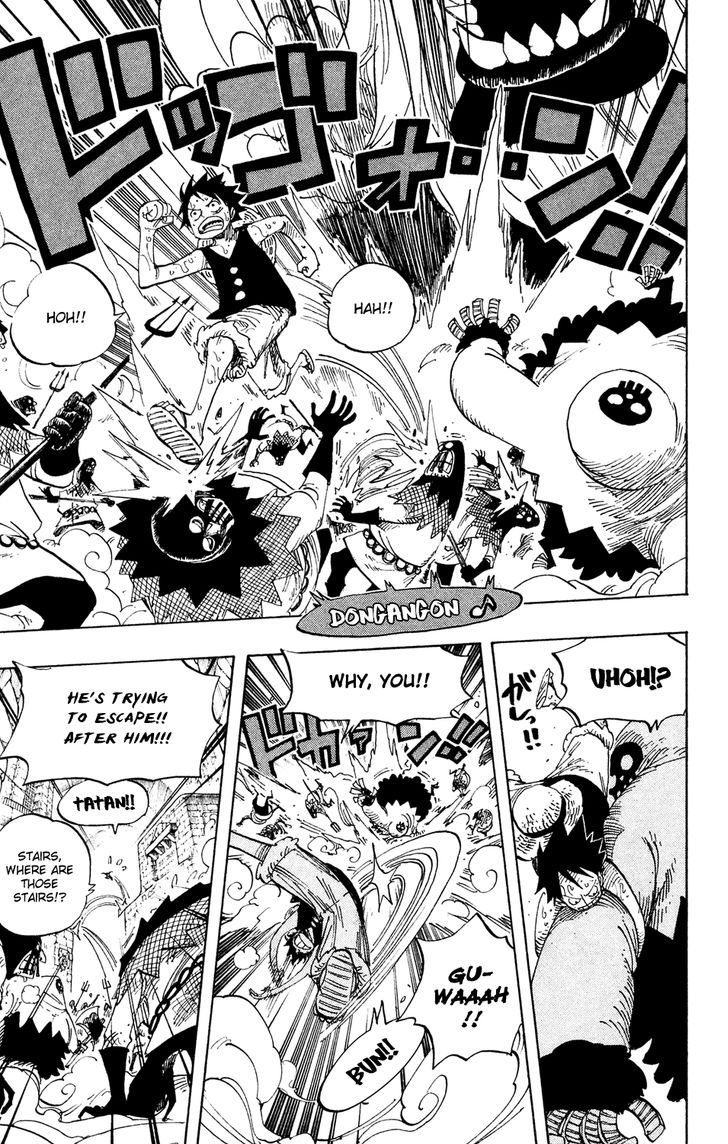 ドッゴォ…ン!!
HAH!!
HOH!!
DONGANGON ♪
UHOH!?
がしっ!!
WHY, YOU!!
ドカァァン!!
GU-
WAAAH
!!
BUN!!
HE'S TRYING
TO ESCAPE!!
AFTER HIM!!!
TATAN!!
STAIRS,
WHERE ARE
THOSE
STAIRS!?